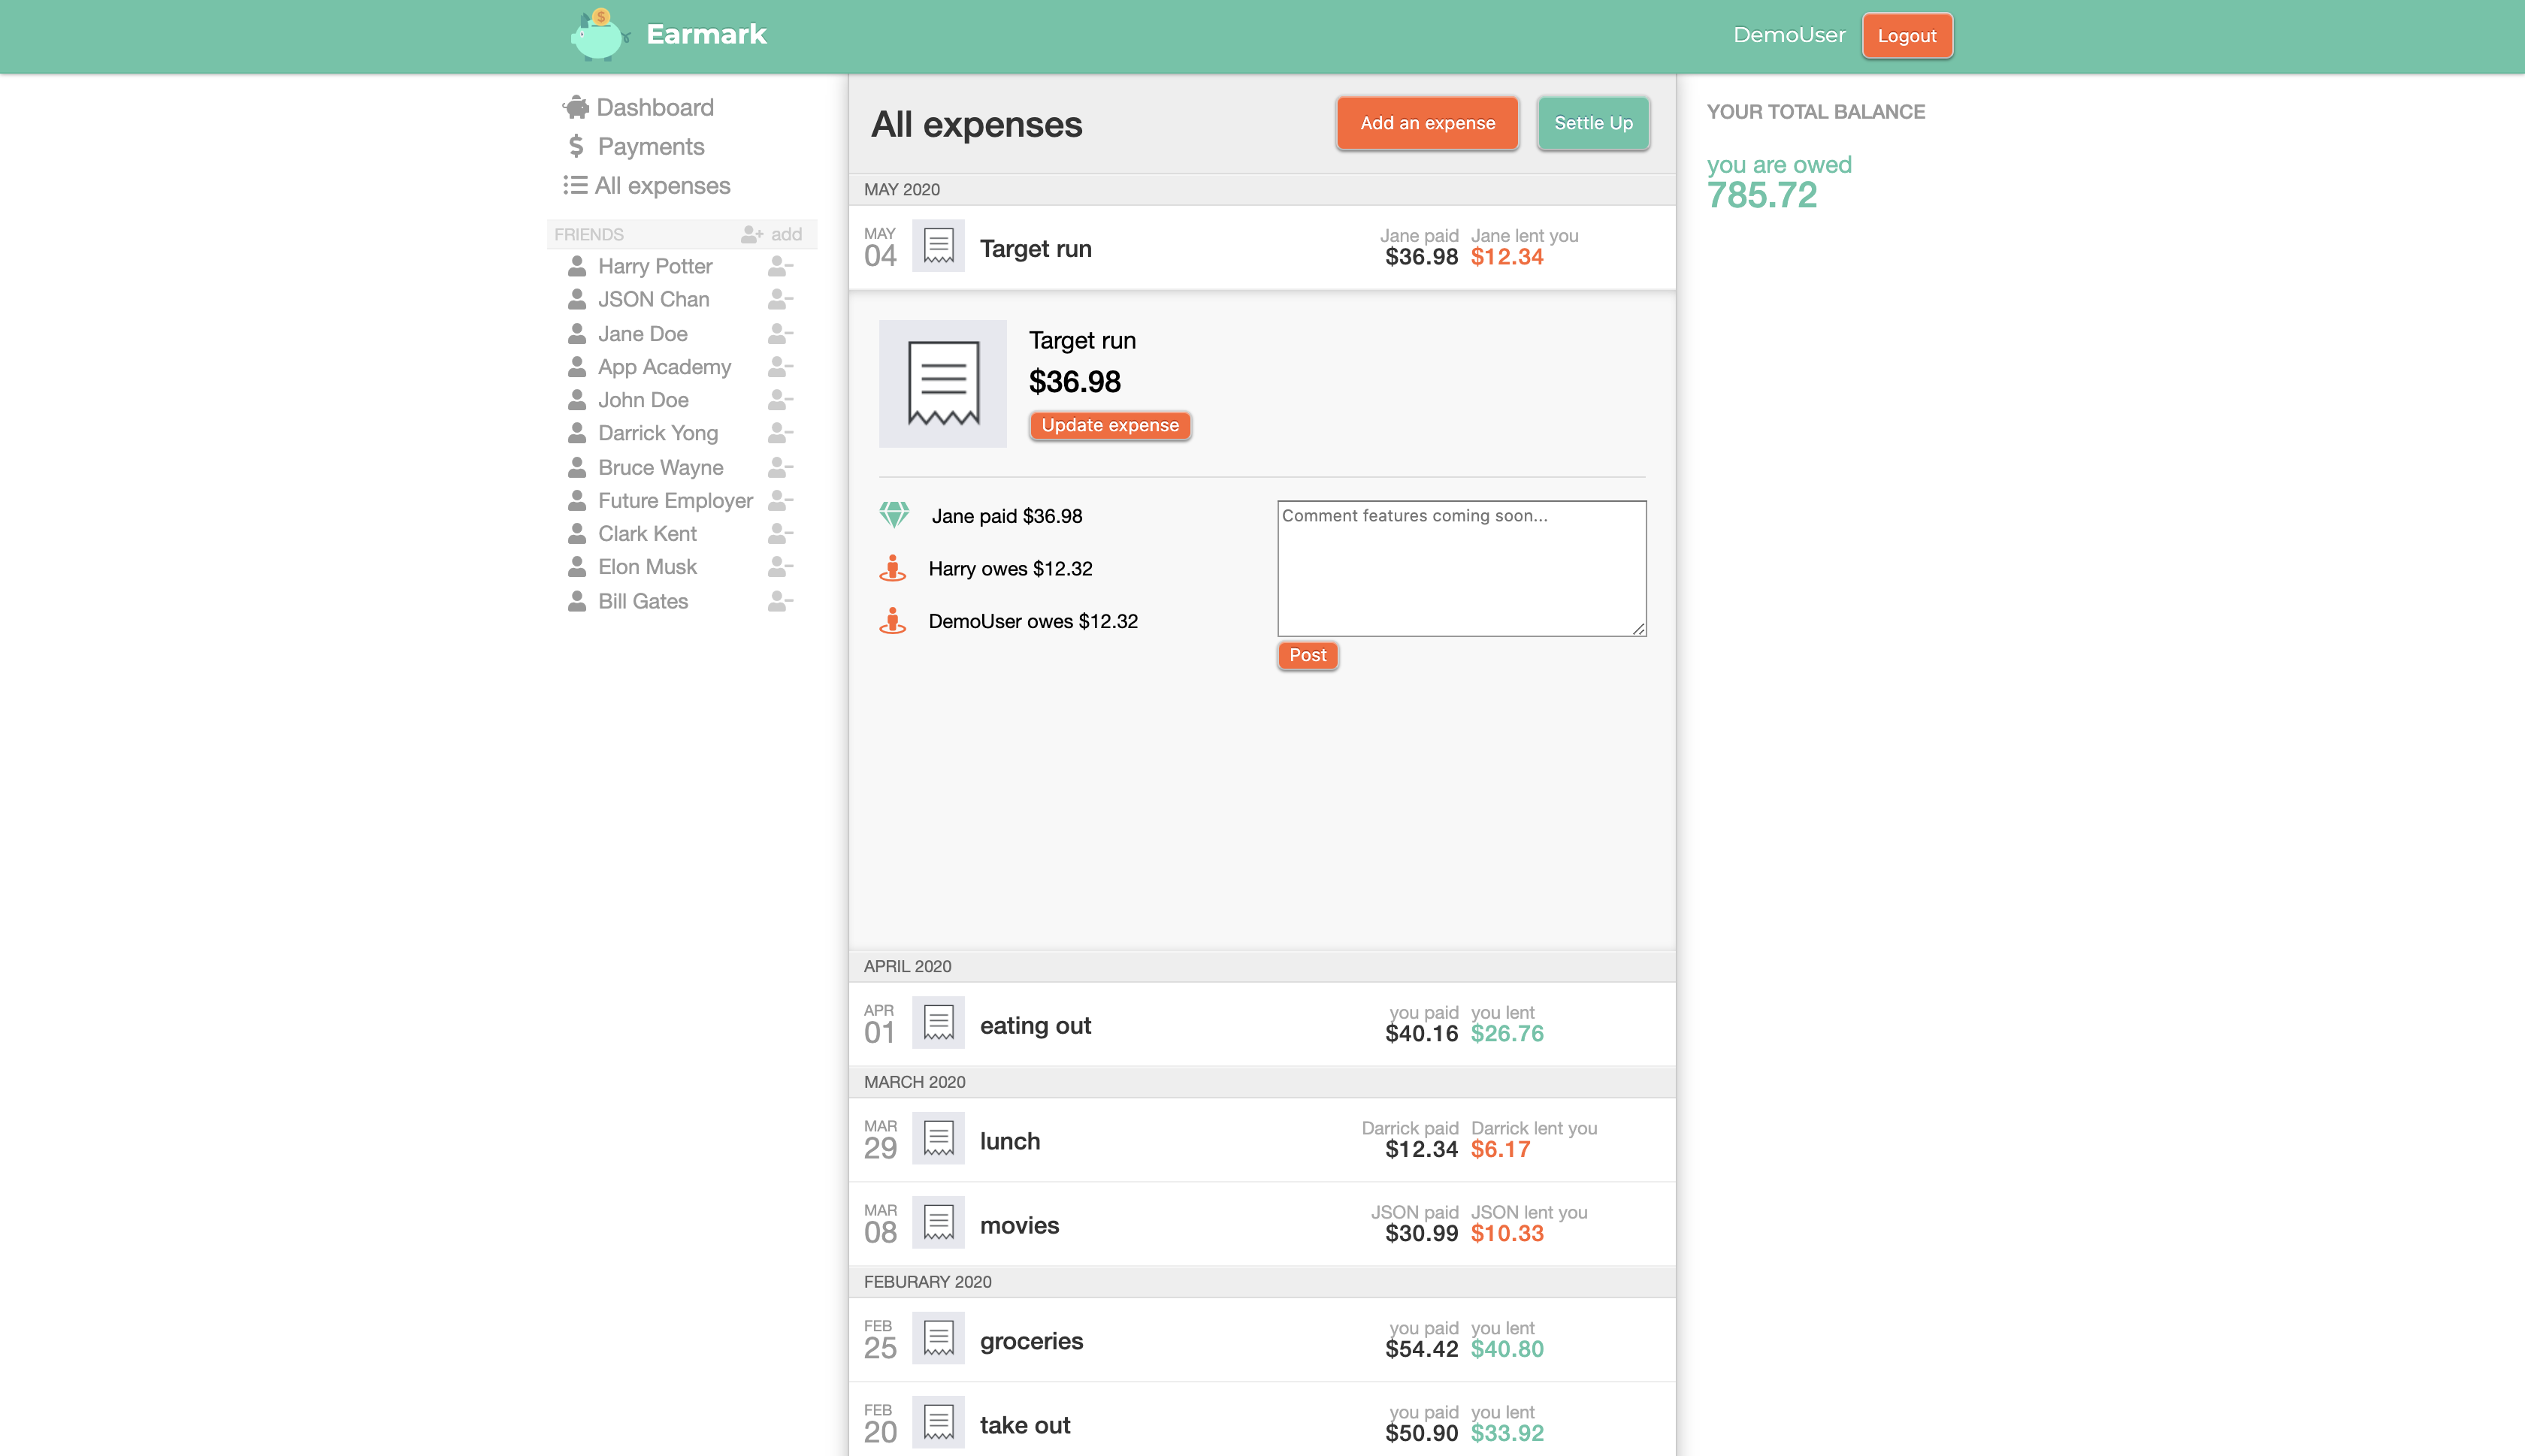 Earmark
DemoUser
Logout
Dashboard
Payments
All expenses
FRIENDS
add
Harry Potter
JSON Chan
Jane Doe
App Academy
John Doe
Darrick Yong
Bruce Wayne
Future Employer
Clark Kent
Elon Musk
Bill Gates
All expenses
Add an expense
Settle Up
MAY 2020
MAY
04
Target run
Jane paid
$36.98
Jane lent you
$12.34
Target run
$36.98
Update expense
Jane paid $36.98
Harry owes $12.32
DemoUser owes $12.32
Comment features coming soon...
Post
APRIL 2020
APR
01
eating out
you paid
$40.16
you lent
$26.76
MARCH 2020
MAR
29
lunch
Darrick paid
$12.34
Darrick lent you
$6.17
MAR
08
movies
JSON paid
$30.99
JSON lent you
$10.33
FEBURARY 2020
FEB
25
groceries
you paid
$54.42
you lent
$40.80
FEB
20
take out
you paid
$50.90
you lent
$33.92
YOUR TOTAL BALANCE
you are owed
785.72